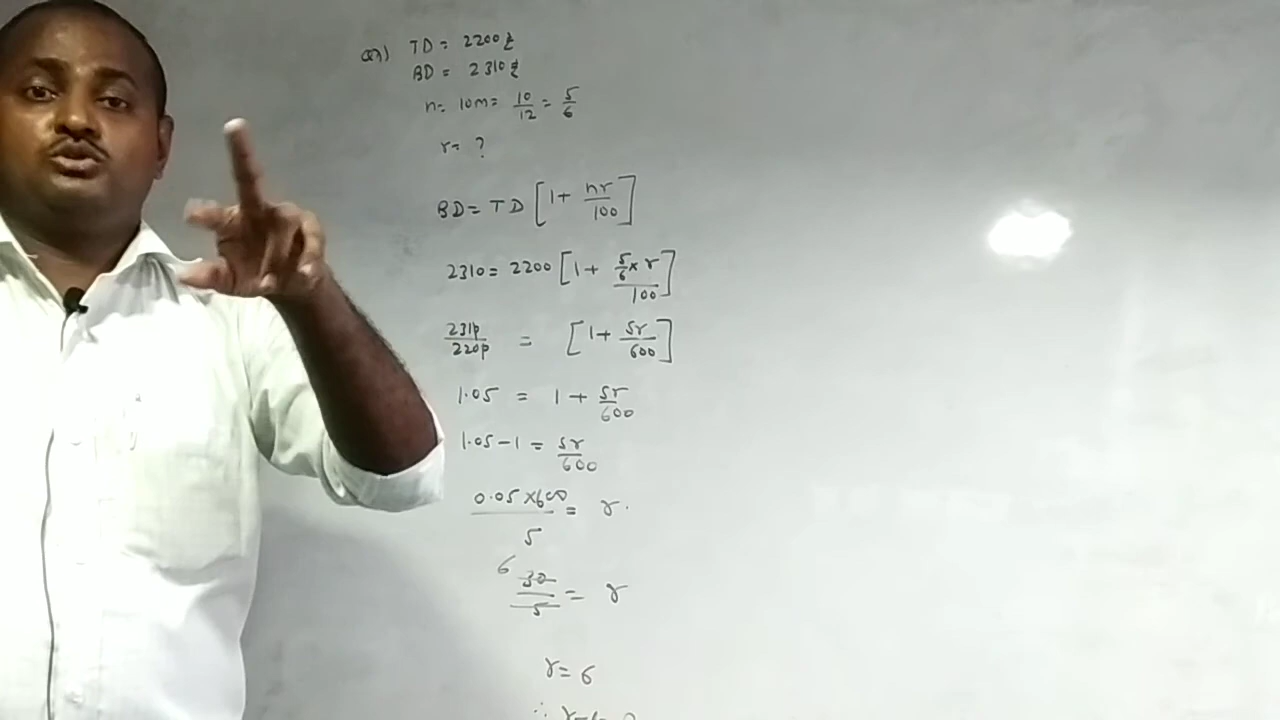 Q7) TD = 2200₹
BD = 2310₹
n = 10m = 10/12 = 5/6
r = ?
BD = TD [1 + nr/100]
2310 = 2200 [1 + 5/6 × r / 100]
2310/2200 = [1 + 5r/600]
1.05 = 1 + 5r/600
1.05 - 1 = 5r/600
0.05 × 600 / 5 = r.
6 30/5 = r
r = 6